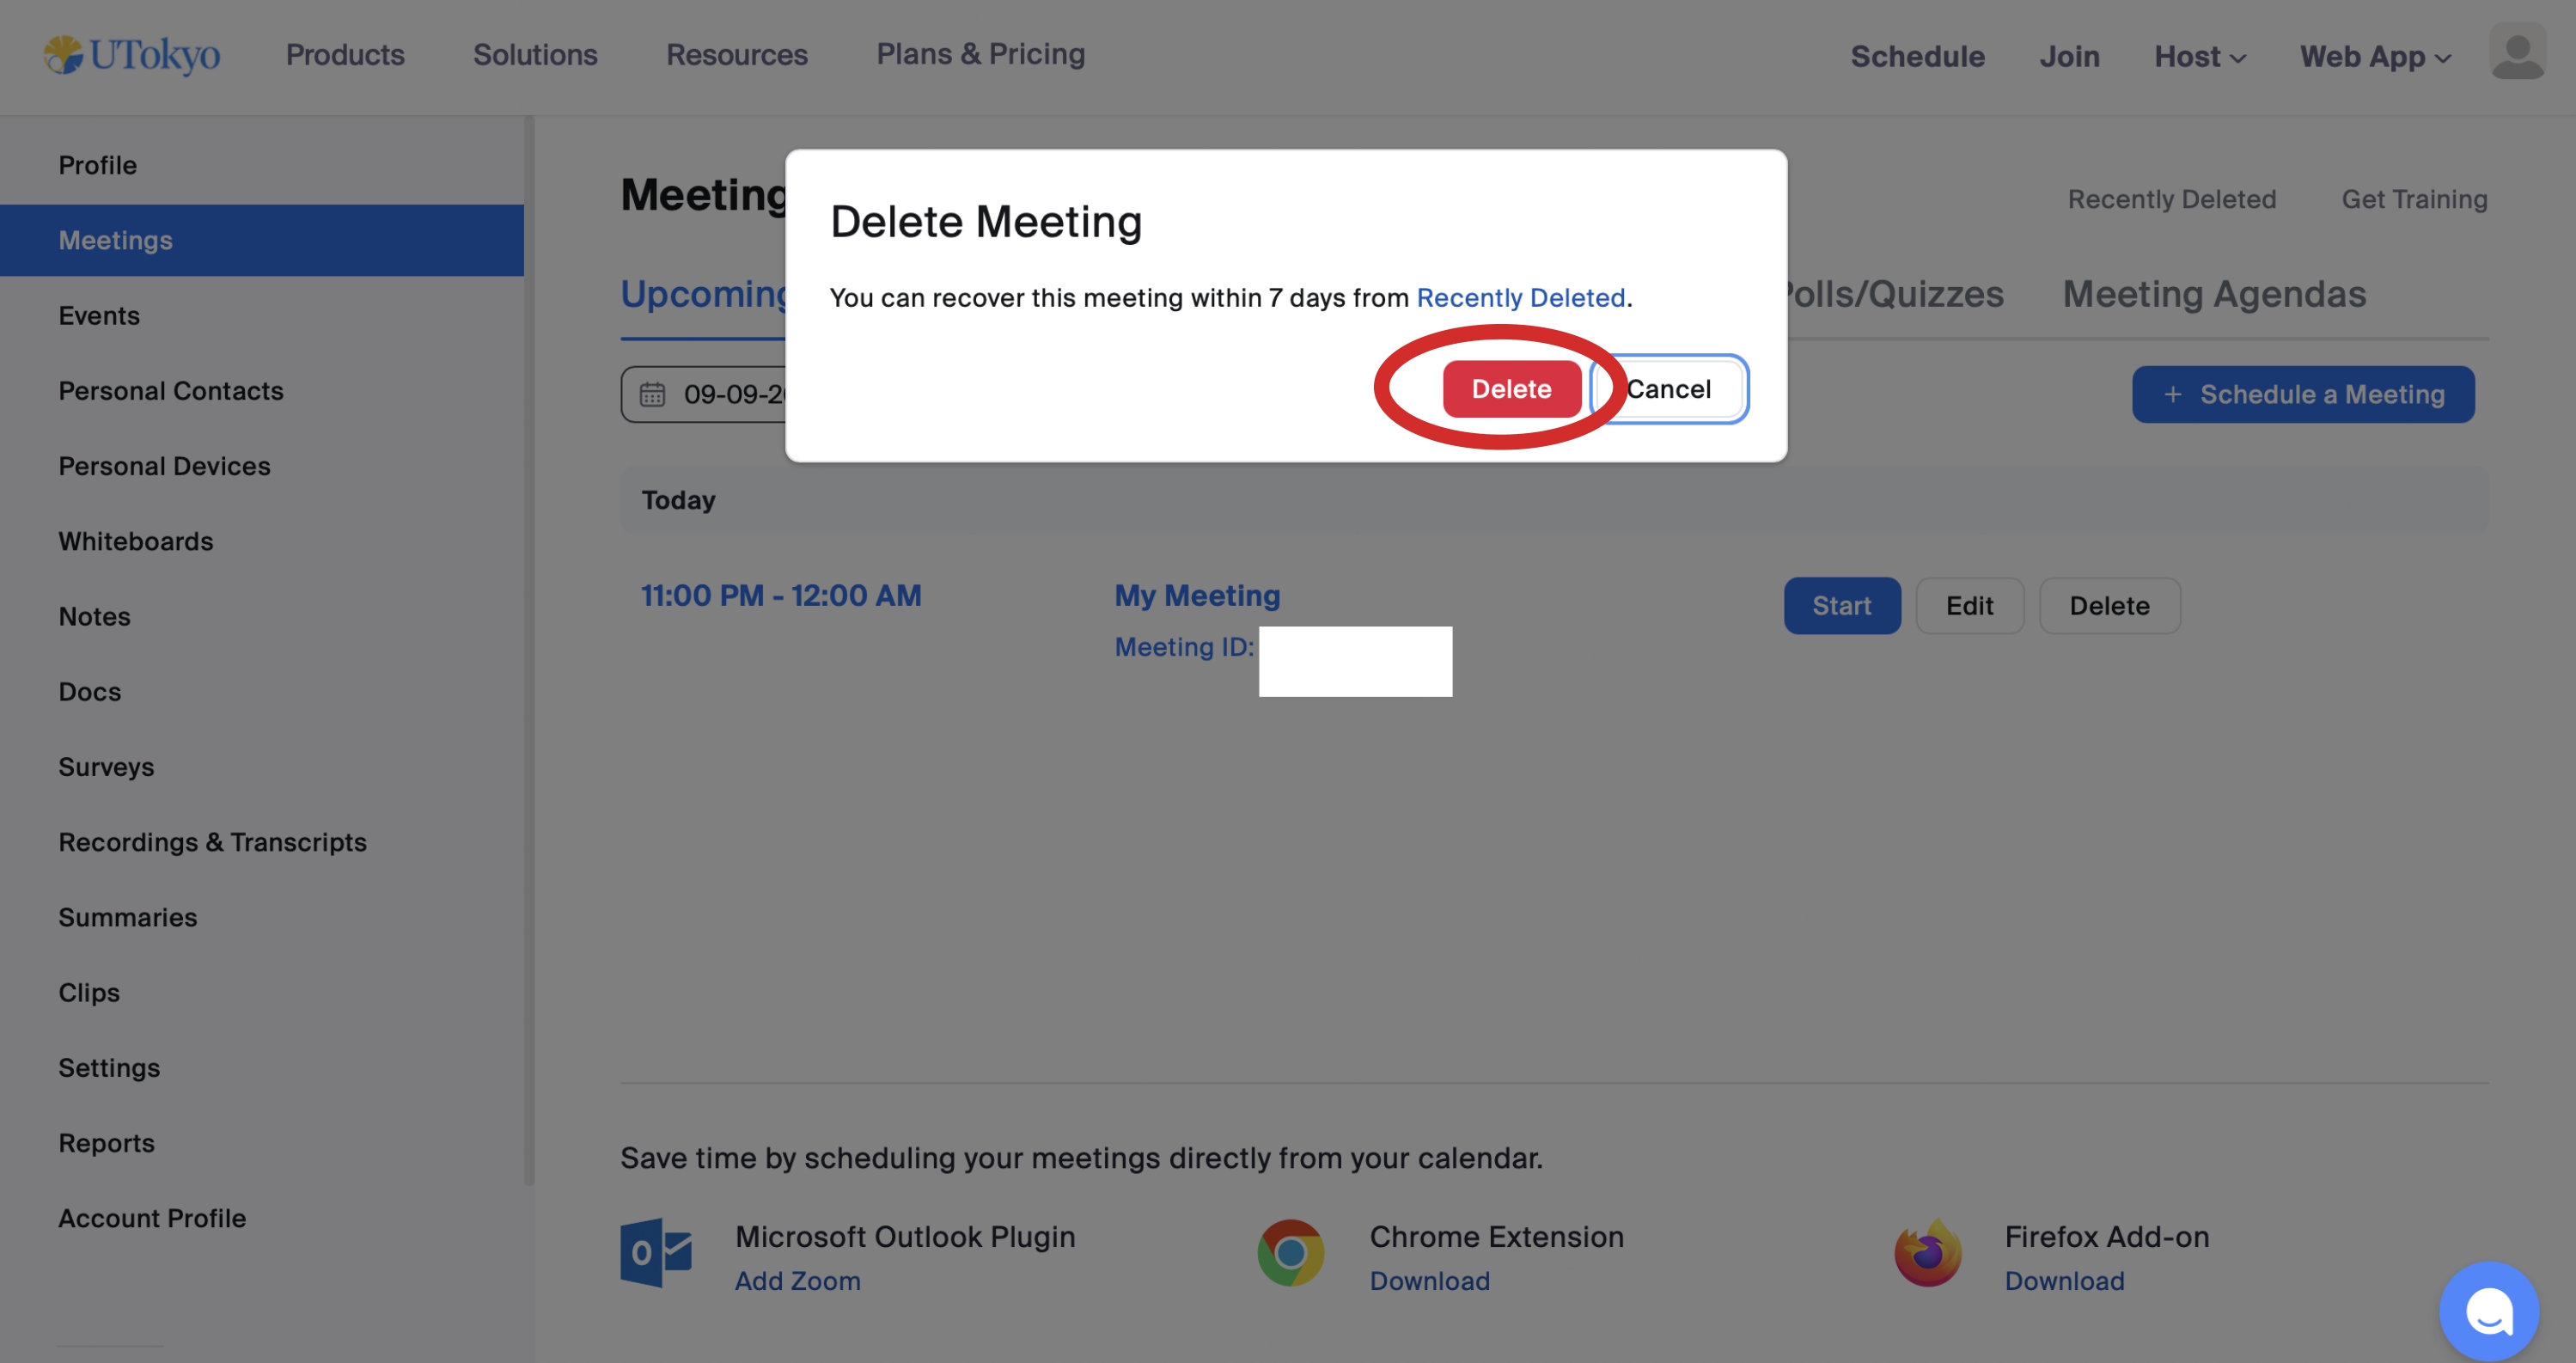 UTokyo
Products
Solutions
Resources
Plans & Pricing
Schedule
Join
Host
Web App
Profile
Meetings
Events
Personal Contacts
Personal Devices
Whiteboards
Notes
Docs
Surveys
Recordings & Transcripts
Summaries
Clips
Settings
Reports
Account Profile
Meeting
Recently Deleted
Get Training
Upcoming
Polls/Quizzes
Meeting Agendas
Delete Meeting
You can recover this meeting within 7 days from Recently Deleted.
Delete
Cancel
09-09-2
+ Schedule a Meeting
Today
11:00 PM - 12:00 AM
My Meeting
Meeting ID:
Start
Edit
Delete
Save time by scheduling your meetings directly from your calendar.
Microsoft Outlook Plugin
Add Zoom
Chrome Extension
Download
Firefox Add-on
Download